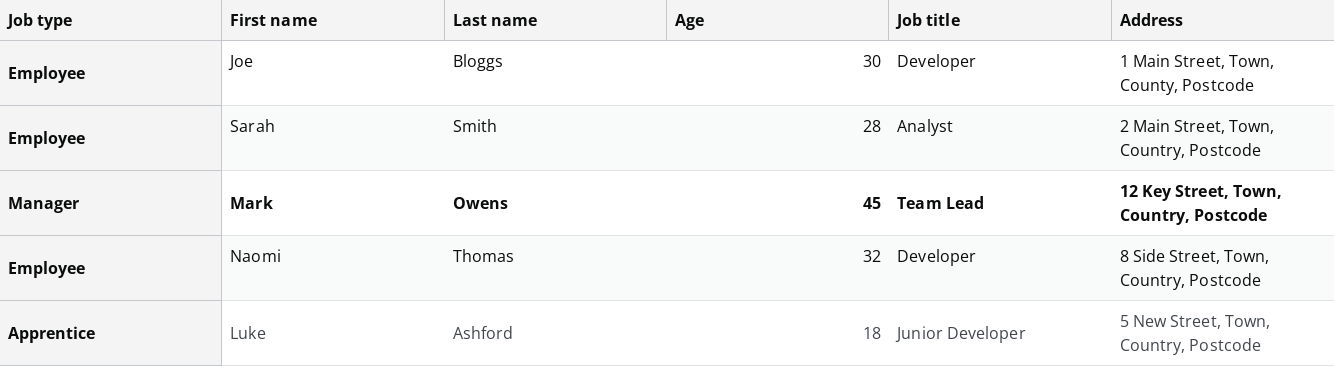 Job type First name Last name Age Job title Address
Employee Joe Bloggs 30 Developer 1 Main Street, Town,
County, Postcode
Employee Sarah Smith 28 Analyst 2 Main Street, Town,
Country, Postcode
Manager Mark Owens 45 Team Lead 12 Key Street, Town,
Country, Postcode
Employee Naomi Thomas 32 Developer 8 Side Street, Town,
Country, Postcode
Apprentice Luke Ashford 18 Junior Developer 5 New Street, Town,
Country, Postcode